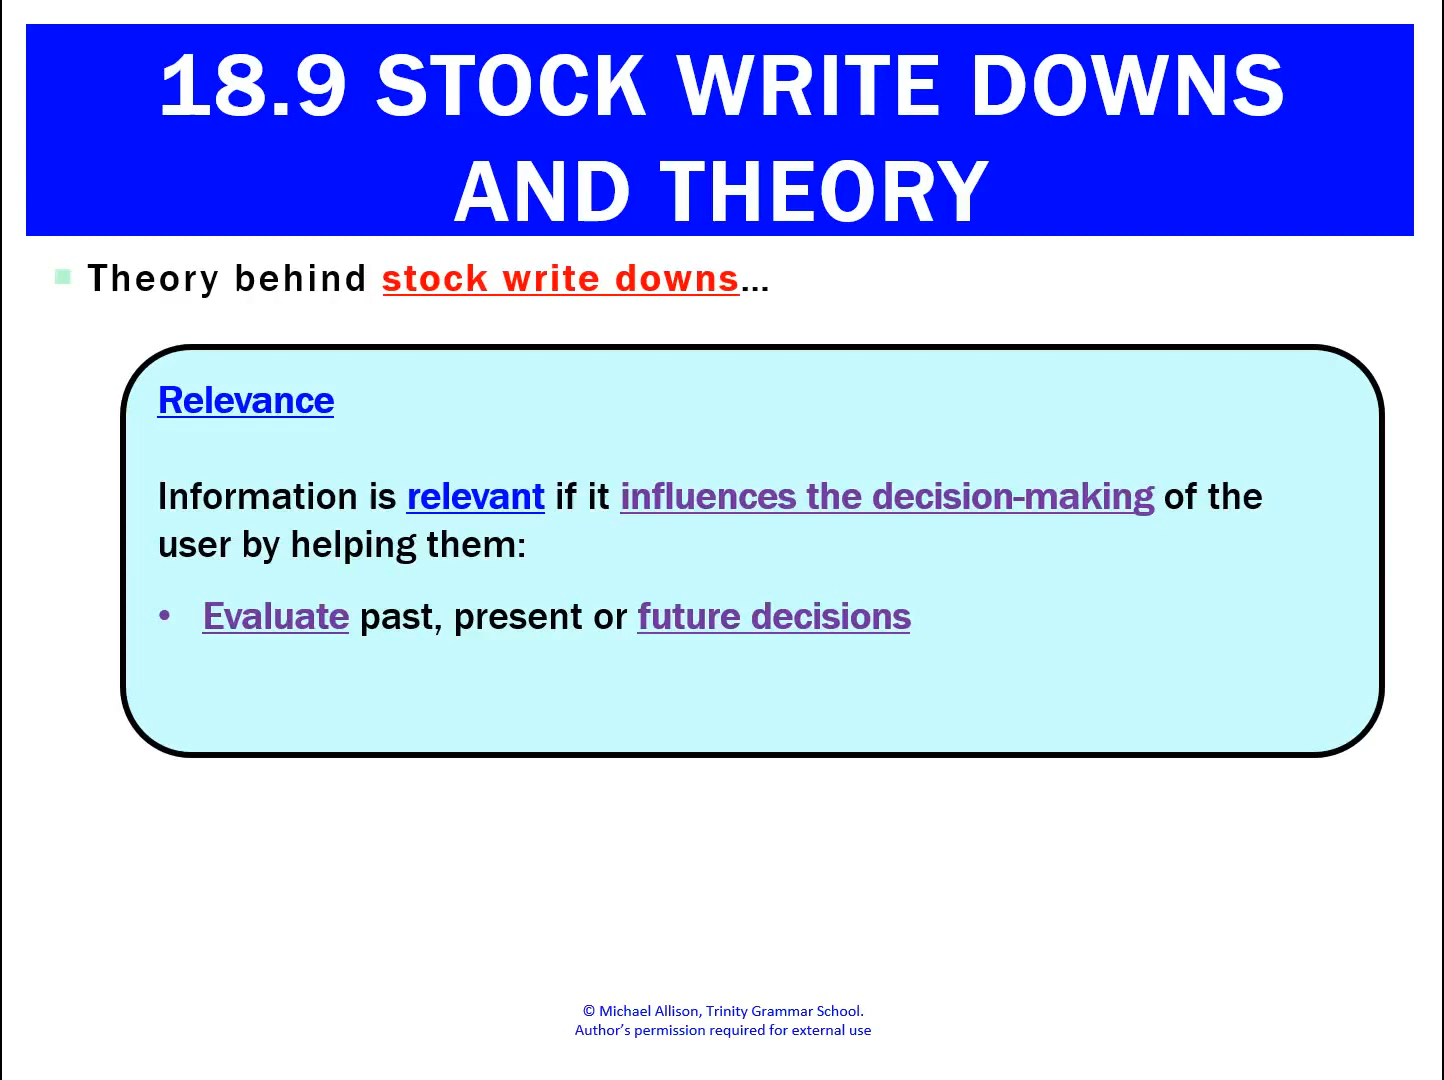 18.9 STOCK WRITE DOWNS
AND THEORY
Theory behind stock write downs...
Relevance
Information is relevant if it influences the decision-making of the
user by helping them:
• Evaluate past, present or future decisions
© Michael Allison, Trinity Grammar School.
Author’s permission required for external use